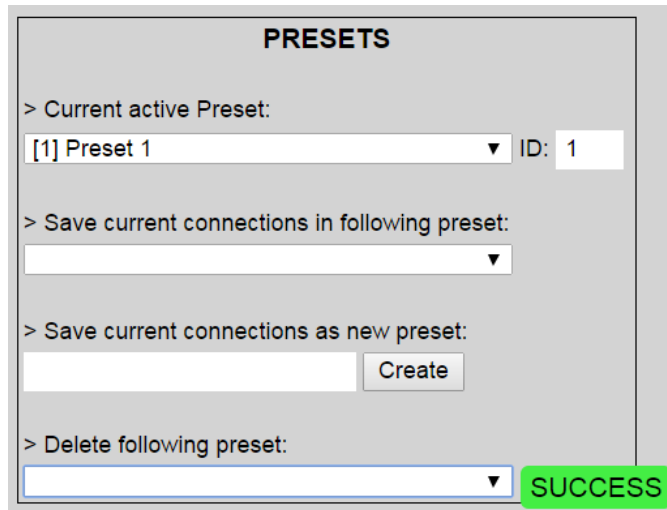 PRESETS
> Current active Preset:
[1] Preset 1 ▼ ID: 1
> Save current connections in following preset:
▼
> Save current connections as new preset:
Create
> Delete following preset:
▼ SUCCESS